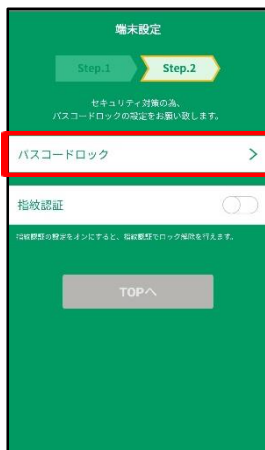 端末設定
Step.1
Step.2
セキュリティ対策の為、
パスコードロックの設定をお願い致します。
パスコードロック
指紋認証
指紋認証の設定をオンにすると、指紋認証でロック解除を行えます。
TOPへ